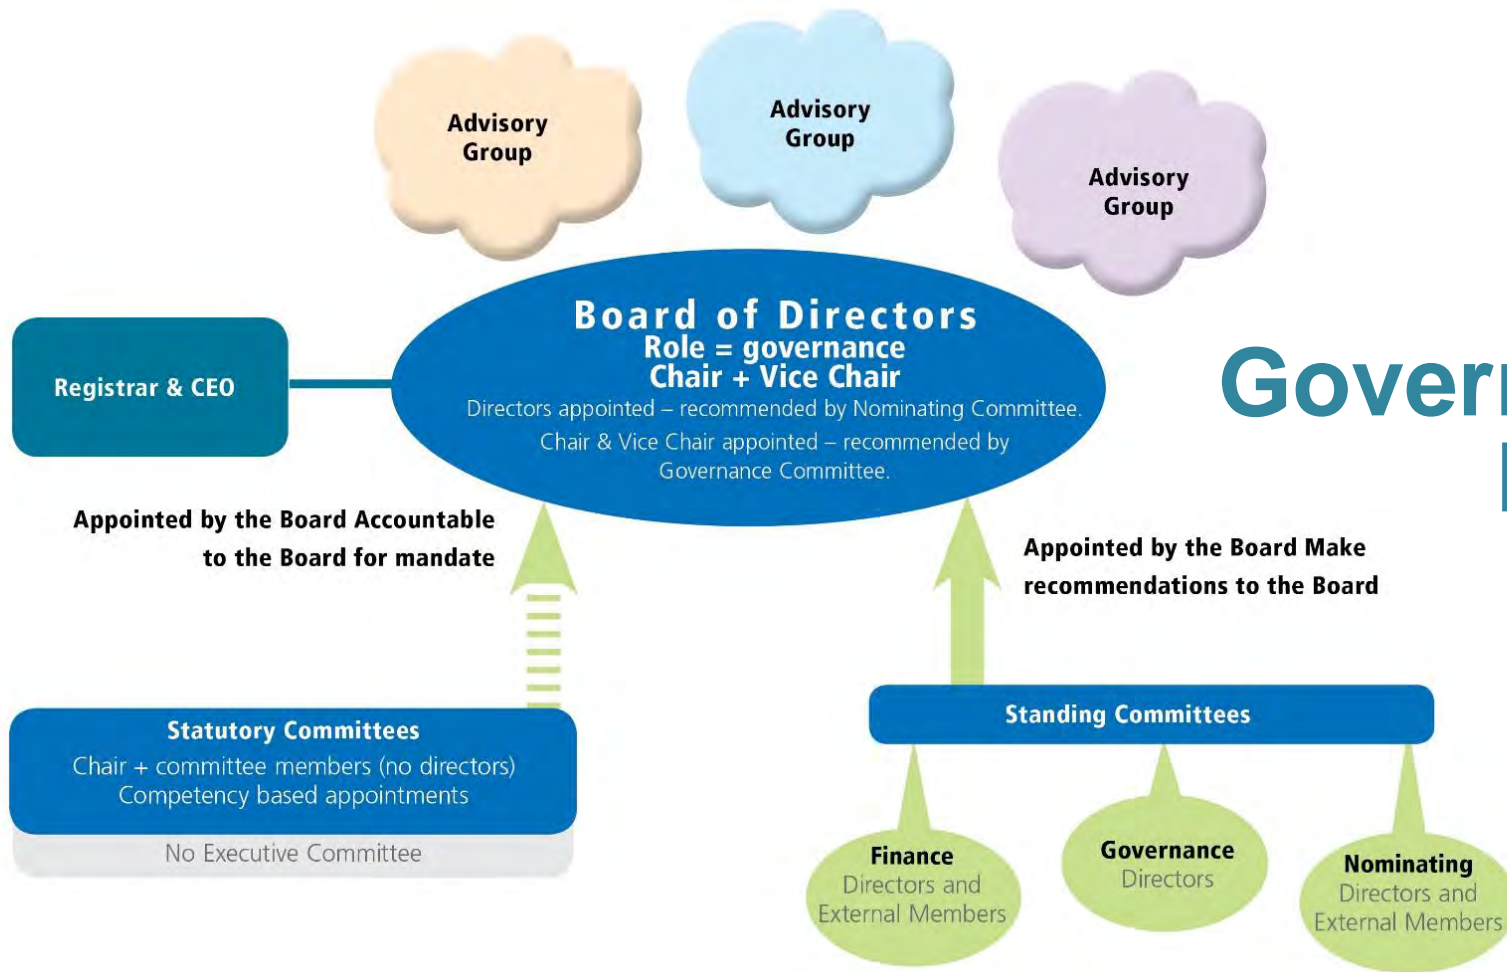 Advisory
Group
Advisory
Group
Advisory
Group
Board of Directors
Role = governance
Chair + Vice Chair
Directors appointed – recommended by Nominating Committee.
Chair & Vice Chair appointed – recommended by
Governance Committee.
Registrar & CEO
Govern
Appointed by the Board Accountable
to the Board for mandate
Appointed by the Board Make
recommendations to the Board
Statutory Committees
Chair + committee members (no directors)
Competency based appointments
No Executive Committee
Standing Committees
Finance
Directors and
External Members
Governance
Directors
Nominating
Directors and
External Members